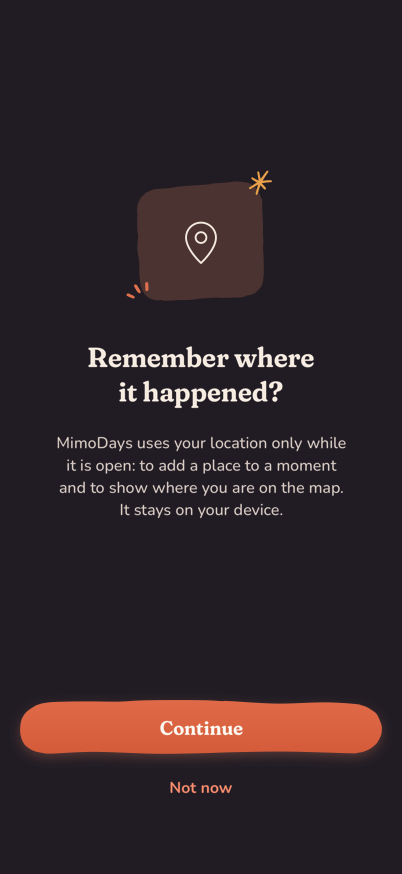 Remember where
it happened?
MimoDays uses your location only while
it is open: to add a place to a moment
and to show where you are on the map.
It stays on your device.
Continue
Not now